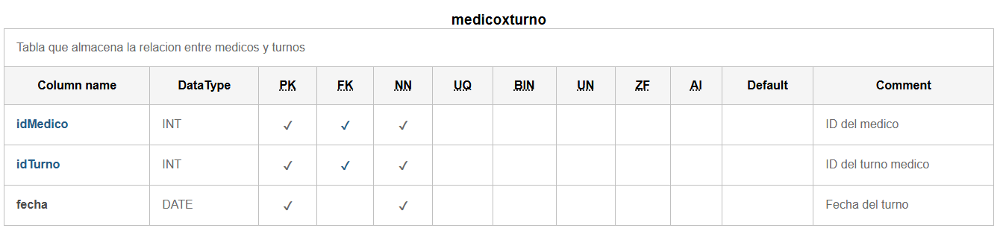 medicoxturno
Tabla que almacena la relacion entre medicos y turnos
Column name DataType PK FK NN UQ BIN UN ZF AI Default Comment
idMedico INT ✓ ✓ ✓ ID del medico
idTurno INT ✓ ✓ ✓ ID del turno medico
fecha DATE ✓ ✓ Fecha del turno